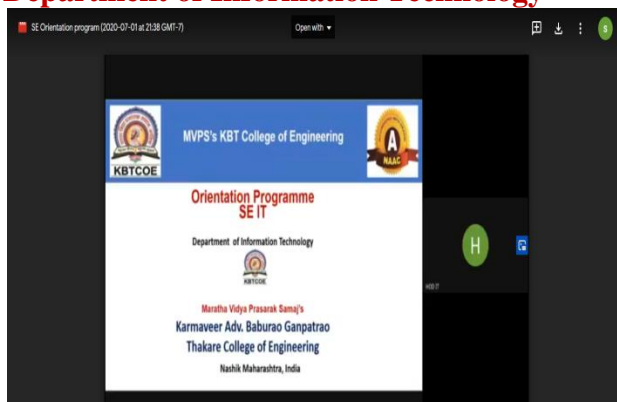 Department of Information Technology
SE Orientation program (2020-07-01 at 21:38 GMT-7)
Open with
S
MVPS's KBT College of Engineering
KBTCOE
A
NAAC
Orientation Programme
SE IT
Department of Information Technology
KBTCOE
Maratha Vidya Prasarak Samaj's
Karmaveer Adv. Baburao Ganpatrao
Thakare College of Engineering
Nashik Maharashtra, India
H
HOD IT